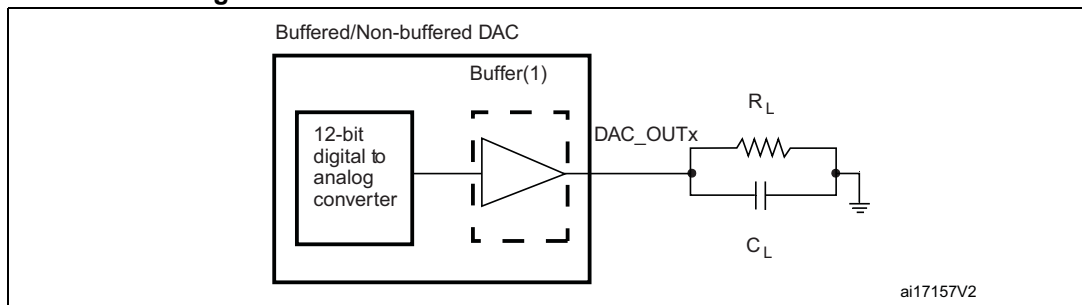 Buffered/Non-buffered DAC
Buffer(1)
12-bit
digital to
analog
converter
DAC_OUTx
R L
C L
ai17157V2